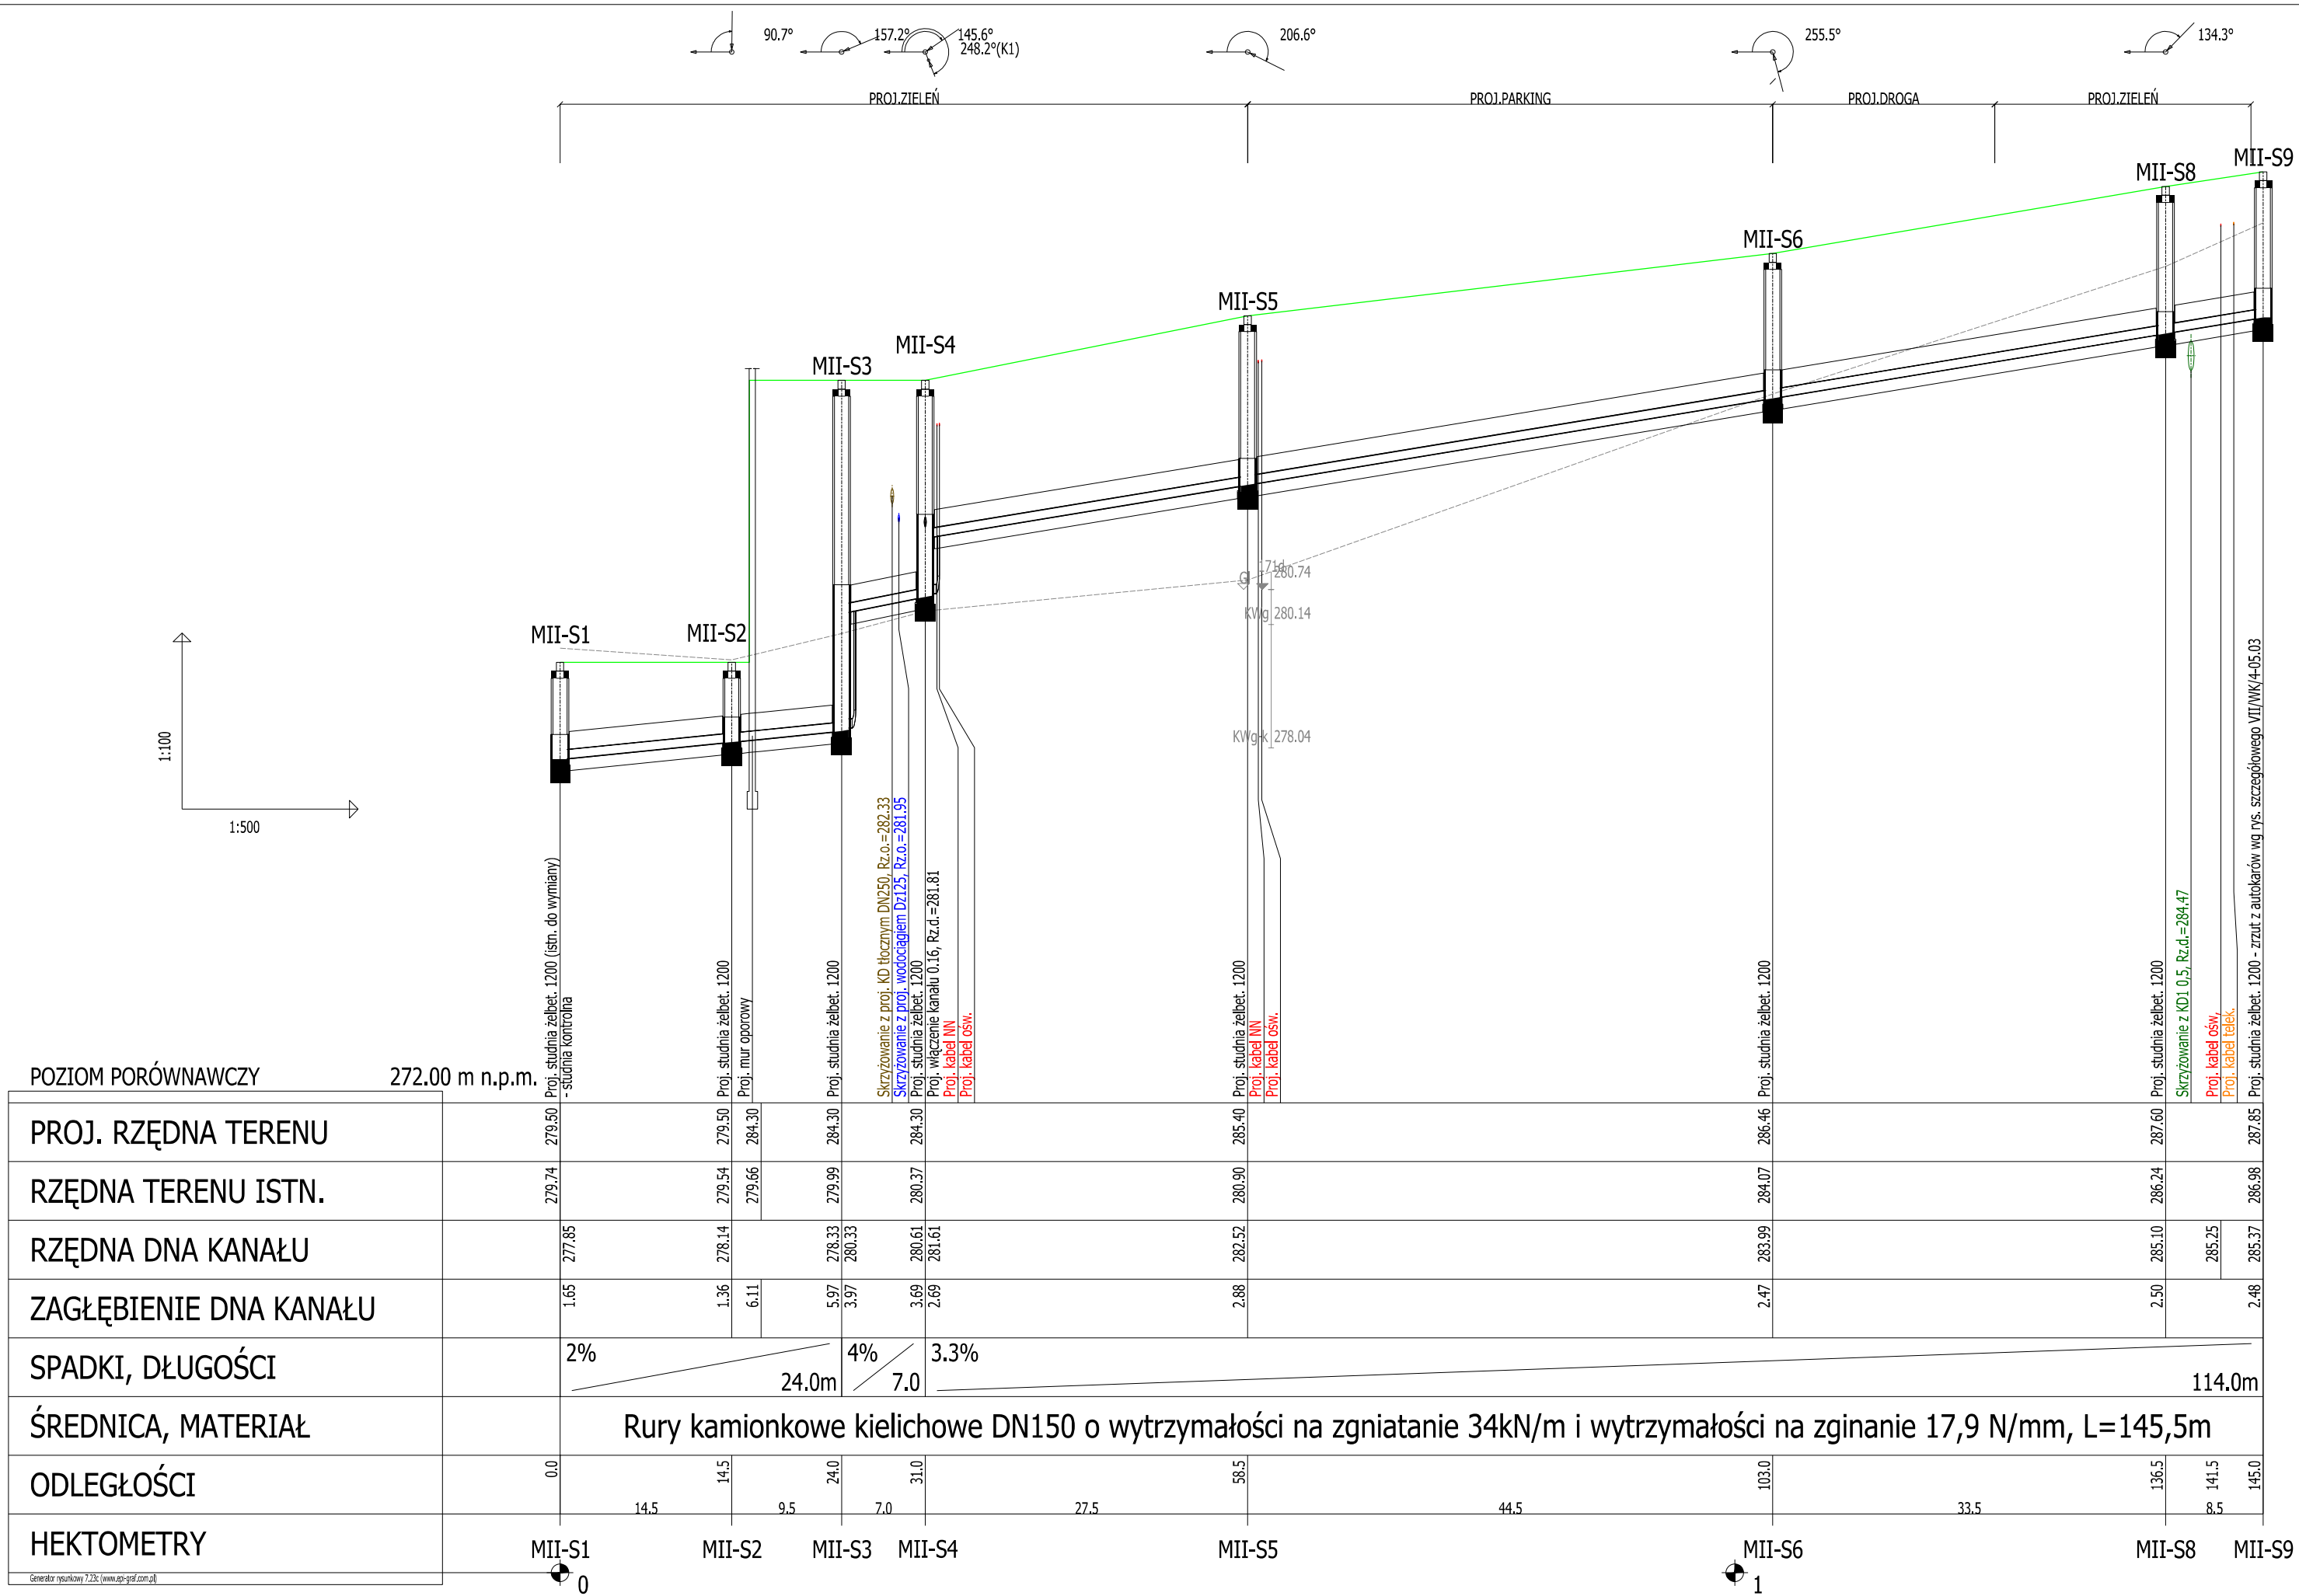 90.7°
157.2°
145.6°
248.2°(K1)
206.6°
255.5°
134.3°
PROJ.ZIELEŃ
PROJ.PARKING
PROJ.DROGA
PROJ.ZIELEŃ
MII-S9
MII-S8
MII-S6
MII-S5
MII-S4
MII-S3
MII-S2
MII-S1
71d
GI
280.74
KWg 280.14
KWg-k 278.04
1:100
1:500
Proj. studnia żelbet. 1200 (istn. do wymiany)
- studnia kontrolna
Proj. studnia żelbet. 1200
Proj. mur oporowy
Proj. studnia żelbet. 1200
Skrzyżowanie z proj. KD tłocznym DN250, Rz.o.=282.33
Skrzyżowanie z proj. wodociągiem Dz125, Rz.o.=281.95
Proj. studnia żelbet. 1200
Proj. włączenie kanału 0.16, Rz.d.=281.81
Proj. kabel NN
Proj. kabel ośw.
Proj. studnia żelbet. 1200
Proj. kabel NN
Proj. kabel ośw.
Proj. studnia żelbet. 1200
Proj. studnia żelbet. 1200
Skrzyżowanie z KD1 0,5, Rz.d.=284.47
Proj. kabel ośw.
Proj. kabel telek.
Proj. studnia żelbet. 1200 - zrzut z autokarów wg rys. szczegółowego VII/WK/4-05.03
POZIOM PORÓWNAWCZY 272.00 m n.p.m.
PROJ. RZĘDNA TERENU 279.50 279.50 284.30 284.30 284.30 285.40 286.46 287.60 287.85
RZĘDNA TERENU ISTN. 279.74 279.54 279.66 279.99 280.37 280.90 284.07 286.24 286.98
RZĘDNA DNA KANAŁU 277.85 278.14 278.33 280.33 280.61 281.61 282.52 283.99 285.10 285.25 285.37
ZAGŁĘBIENIE DNA KANAŁU 1.65 1.36 6.11 5.97 3.97 3.69 2.69 2.88 2.47 2.50 2.48
SPADKI, DŁUGOŚCI 2% 24.0m 4% 7.0 3.3% 114.0m
ŚREDNICA, MATERIAŁ Rury kamionkowe kielichowe DN150 o wytrzymałości na zgniatanie 34kN/m i wytrzymałości na zginanie 17,9 N/mm, L=145,5m
ODLEGŁOŚCI 0.0 14.5 24.0 31.0 58.5 103.0 136.5 141.5 145.0
14.5 9.5 7.0 27.5 44.5 33.5 8.5
HEKTOMETRY MII-S1 MII-S2 MII-S3 MII-S4 MII-S5 MII-S6 MII-S8 MII-S9
0 1
Generator rysunkowy 7.23c (www.epi-graf.com.pl)